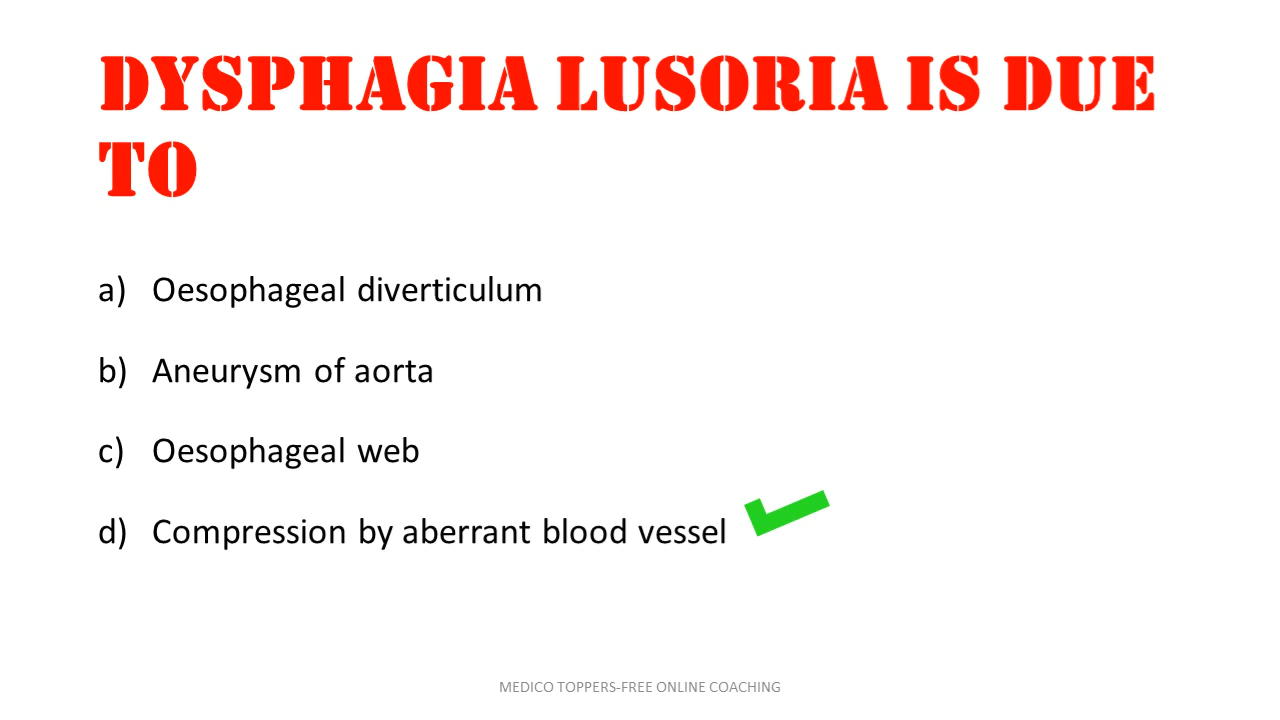 DYSPHAGIA LUSORIA IS DUE
TO
a) Oesophageal diverticulum
b) Aneurysm of aorta
c) Oesophageal web
d) Compression by aberrant blood vessel
MEDICO TOPPERS-FREE ONLINE COACHING